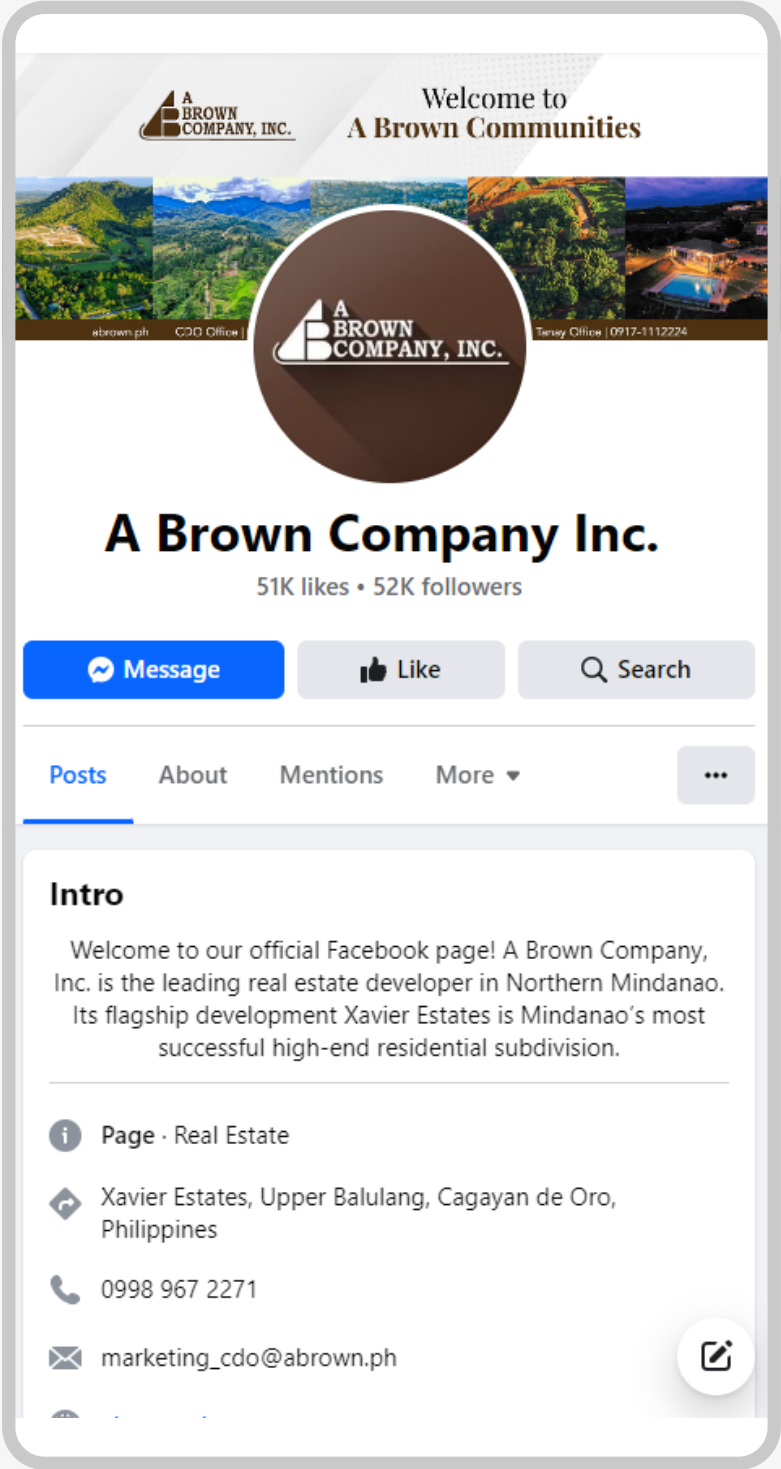 A
BROWN
COMPANY, INC.
Welcome to
A Brown Communities
abrown.ph CDO Office |
Tanay Office | 0917-1112224
A
BROWN
COMPANY, INC.
A Brown Company Inc.
51K likes • 52K followers
Message Like Search
Posts About Mentions More
Intro
Welcome to our official Facebook page! A Brown Company,
Inc. is the leading real estate developer in Northern Mindanao.
Its flagship development Xavier Estates is Mindanao’s most
successful high-end residential subdivision.
Page · Real Estate
Xavier Estates, Upper Balulang, Cagayan de Oro,
Philippines
0998 967 2271
marketing_cdo@abrown.ph